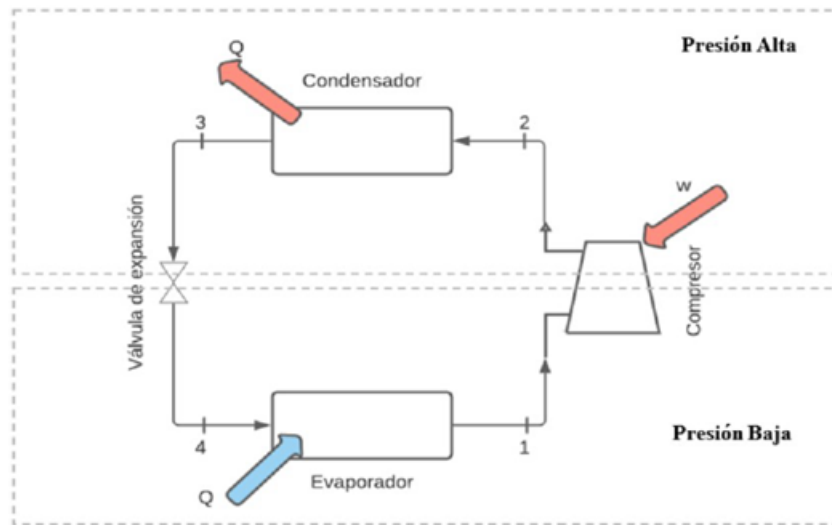 Presión Alta
Q
Condensador
3
2
w
Válvula de expansión
Compresor
4
1
Presión Baja
Evaporador
Q